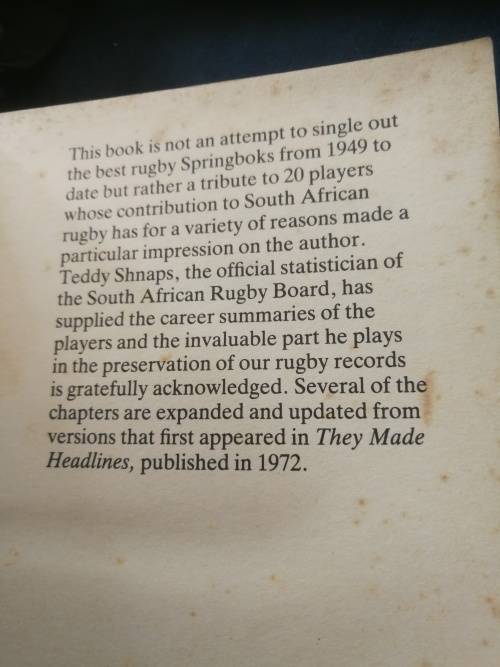 This book is not an attempt to single out
the best rugby Springboks from 1949 to
date but rather a tribute to 20 players
whose contribution to South African
rugby has for a variety of reasons made a
particular impression on the author.
Teddy Shnaps, the official statistician of
the South African Rugby Board, has
supplied the career summaries of the
players and the invaluable part he plays
in the preservation of our rugby records
is gratefully acknowledged. Several of the
chapters are expanded and updated from
versions that first appeared in They Made
Headlines, published in 1972.